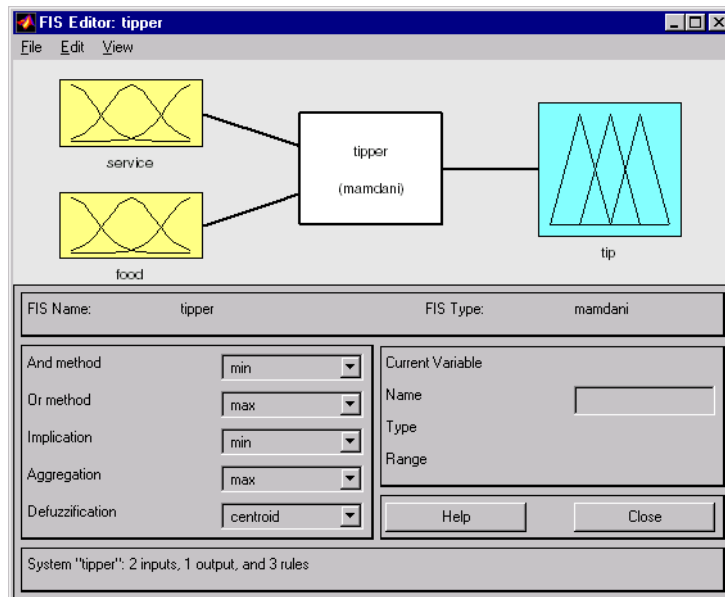 FIS Editor: tipper
File Edit View
service
food
tipper
(mamdani)
tip
FIS Name: tipper FIS Type: mamdani
And method min
Or method max
Implication min
Aggregation max
Defuzzification centroid
Current Variable
Name
Type
Range
Help Close
System "tipper": 2 inputs, 1 output, and 3 rules